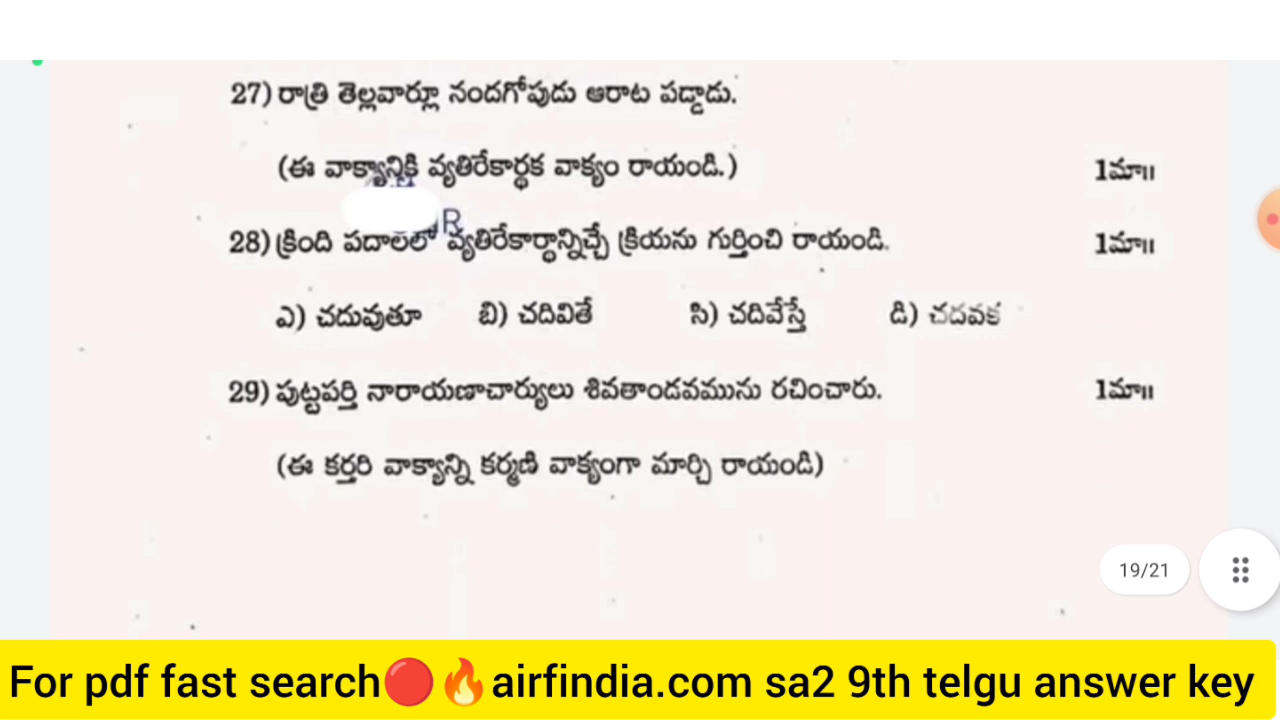 27) రాత్రి తెల్లవార్లూ నందగోపుడు ఆరాట పడ్డాడు.
(ఈ వాక్యానికి వ్యతిరేకార్థక వాక్యం రాయండి.) 1మా॥
R
28) క్రింది పదాలలో వ్యతిరేకార్థాన్నిచ్చే క్రియను గుర్తించి రాయండి. 1మా॥
ఎ) చదువుతూ బి) చదివితే సి) చదివేస్తే డి) చదవక
29) పుట్టపర్తి నారాయణాచార్యులు శివతాండవమును రచించారు. 1మా॥
(ఈ కర్తరి వాక్యాన్ని కర్మణి వాక్యంగా మార్చి రాయండి)
19/21
For pdf fast search🔴🔥airfindia.com sa2 9th telgu answer key